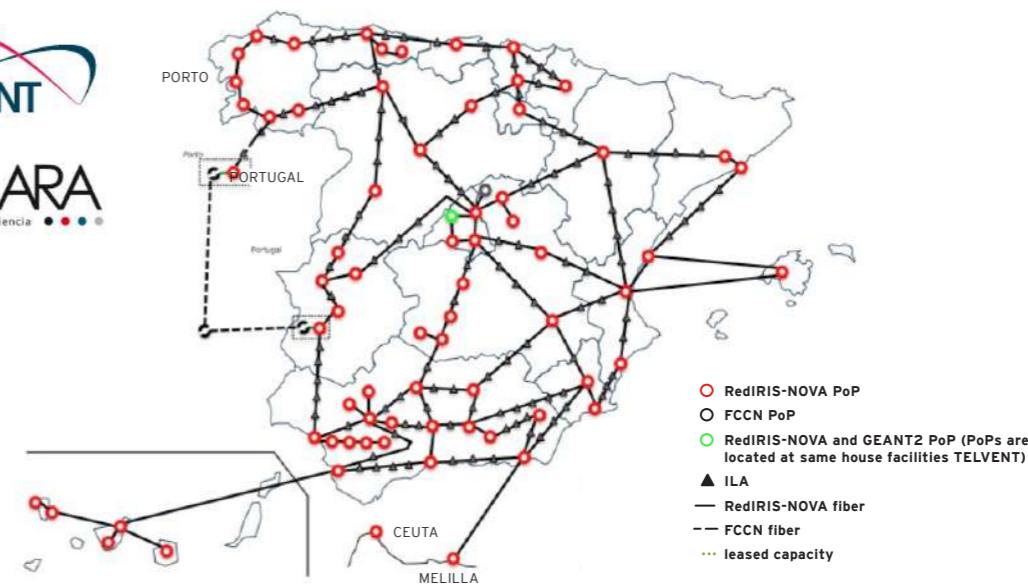 NT
PORTO
ARA
iencia
Porto
PORTUGAL
Portugal
RedIRIS-NOVA PoP
FCCN PoP
RedIRIS-NOVA and GEANT2 PoP (PoPs are
located at same house facilities TELVENT)
ILA
RedIRIS-NOVA fiber
FCCN fiber
leased capacity
CEUTA
MELILLA